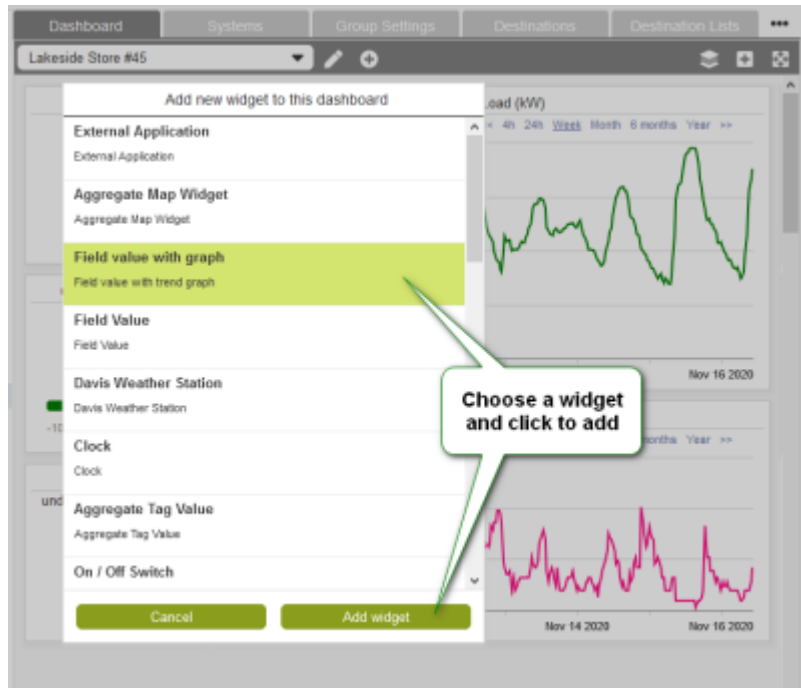 Dashboard Systems Group Settings Destinations Destination Lists •••
Lakeside Store #45
Add new widget to this dashboard
External Application
External Application
Aggregate Map Widget
Aggregate Map Widget
Field value with graph
Field value with trend graph
Field Value
Field Value
Davis Weather Station
Davis Weather Station
Clock
Clock
Aggregate Tag Value
Aggregate Tag Value
On / Off Switch
Cancel Add widget
Choose a widget
and click to add
oad (kW)
< 4h 24h Week Month 6 months Year >>
Nov 16 2020
-10
months Year >>
und
Nov 14 2020 Nov 16 2020